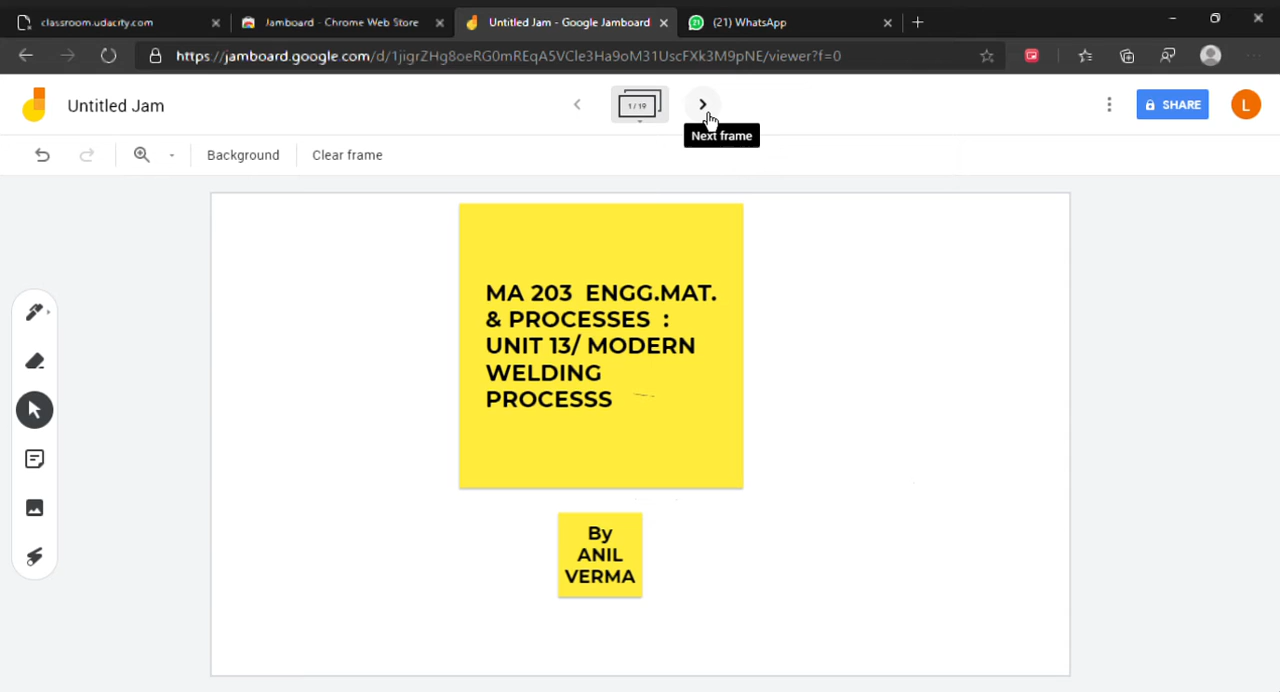 classroom.udacity.com
Jamboard - Chrome Web Store
Untitled Jam - Google Jamboard
(21) WhatsApp
https://jamboard.google.com/d/1jigrZHg8oeRG0mREqA5VCle3Ha9oM31UscFXk3M9pNE/viewer?f=0
Untitled Jam
1 / 19
SHARE
L
Next frame
Background
Clear frame
MA 203 ENGG.MAT.
& PROCESSES :
UNIT 13/ MODERN
WELDING
PROCESSS
By
ANIL
VERMA